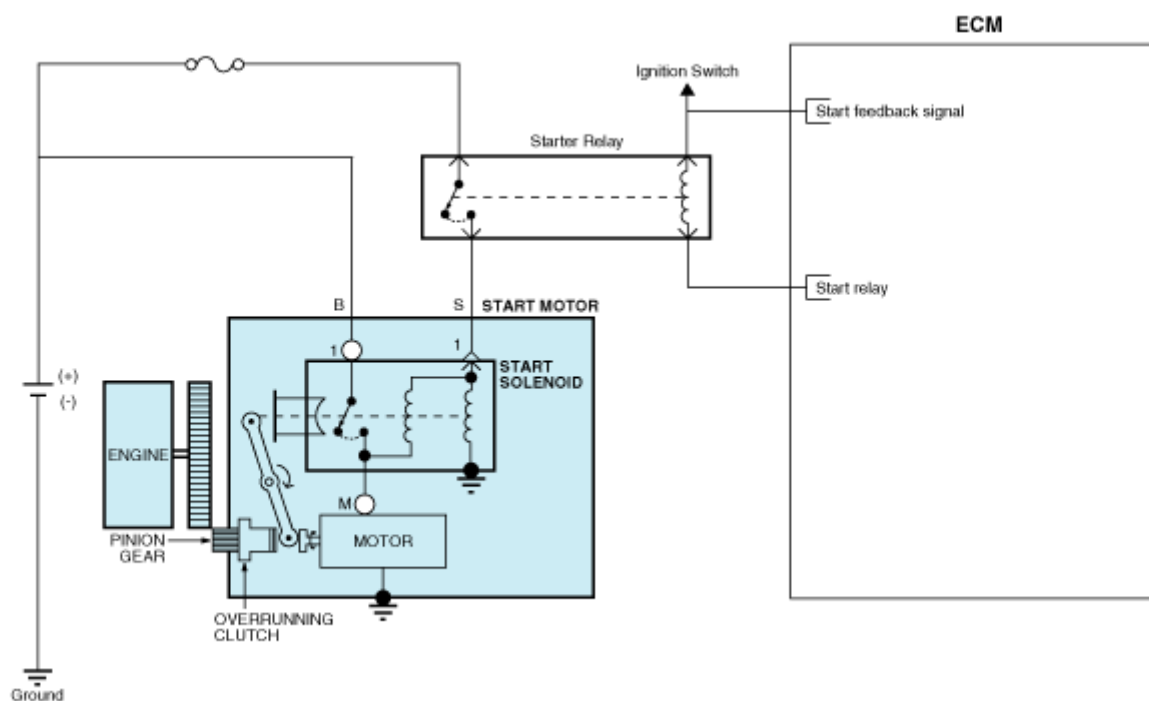 ECM
Ignition Switch
Start feedback signal
Starter Relay
Start relay
B
S
START MOTOR
1
1
START
SOLENOID
(+)
(-)
ENGINE
M
MOTOR
PINION
GEAR
OVERRUNNING
CLUTCH
Ground